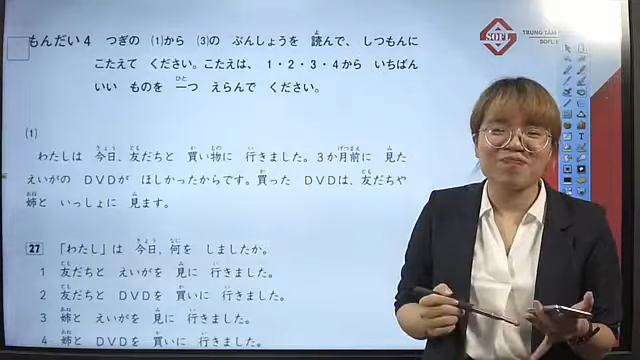 もんだい4 つぎの (1)から (3)の ぶんしょうを 読んで、しつもんに
こたえて ください。こたえは、1・2・3・4から いちばん
いい ものを 一つ えらんで ください。
(1)
わたしは 今日、友だちと 買い物に 行きました。3か月前に 見た
えいがの DVDが ほしかったからです。買った DVDは、友だちや
姉と いっしょに 見ます。
27 「わたし」は 今日、何を しましたか。
1 友だちと えいがを 見に 行きました。
2 友だちと DVDを 買いに 行きました。
3 姉と えいがを 見に 行きました。
4 姉と DVDを 買いに 行きました。
SOFL
TRUNG TÂM